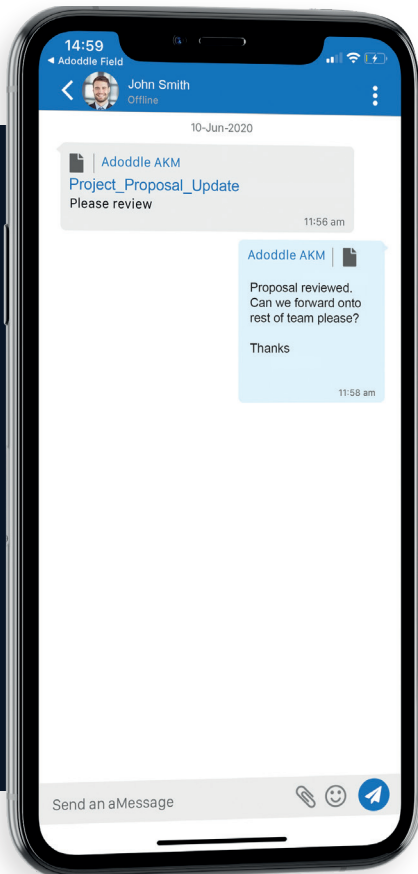 14:59
Adoddle Field
John Smith
Offline
10-Jun-2020
Adoddle AKM
Project_Proposal_Update
Please review
11:56 am
Adoddle AKM
Proposal reviewed.
Can we forward onto
rest of team please?
Thanks
11:58 am
Send an aMessage